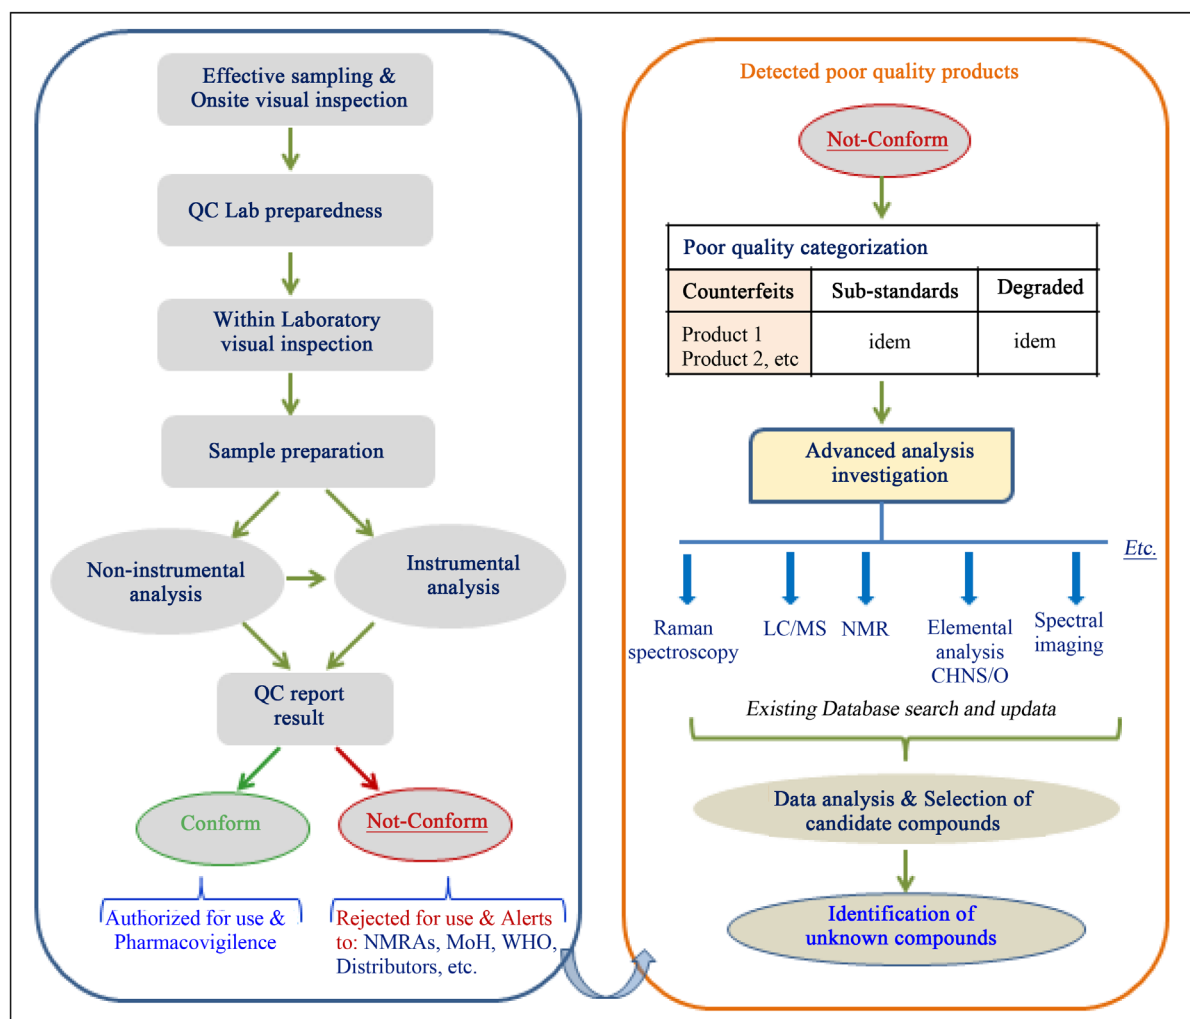 Effective sampling &
Onsite visual inspection
QC Lab preparedness
Within Laboratory
visual inspection
Sample preparation
Non-instrumental
analysis
Instrumental
analysis
QC report
result
Conform
Not-Conform
Authorized for use &
Pharmacovigilence
Rejected for use & Alerts
to: NMRAs, MoH, WHO,
Distributors, etc.
Detected poor quality products
Not-Conform
Poor quality categorization
Counterfeits
Sub-standards
Degraded
Product 1
Product 2, etc
idem
idem
Advanced analysis
investigation
Etc.
Raman
spectroscopy
LC/MS
NMR
Elemental
analysis
CHNS/O
Spectral
imaging
Existing Database search and updata
Data analysis & Selection of
candidate compounds
Identification of
unknown compounds